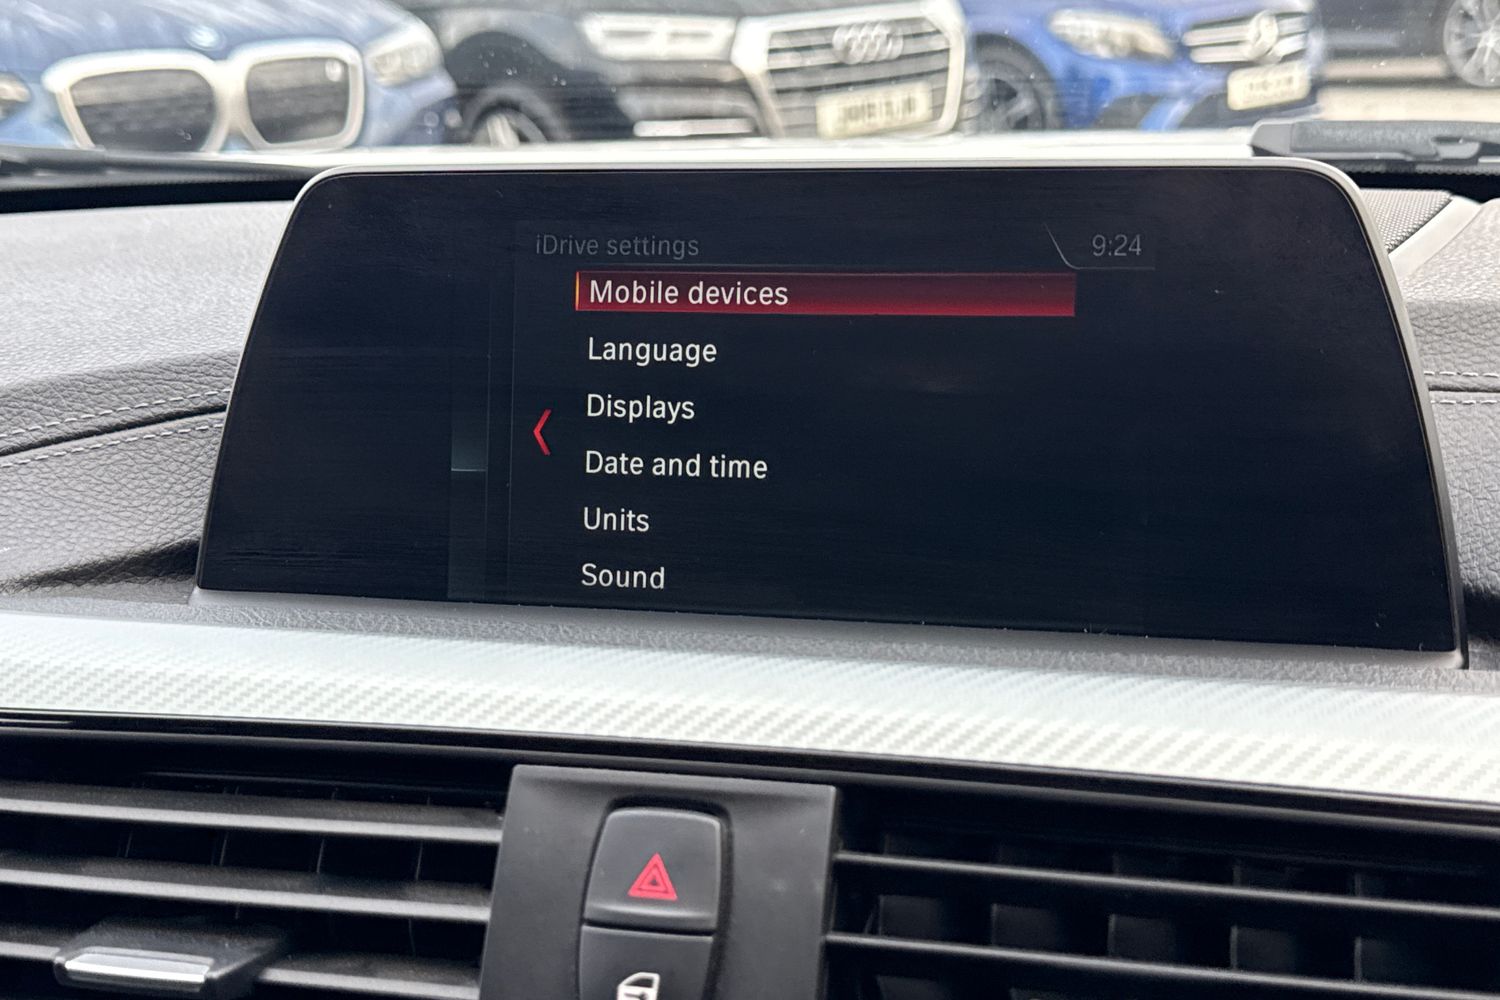 iDrive settings
9:24
Mobile devices
Language
Displays
Date and time
Units
Sound